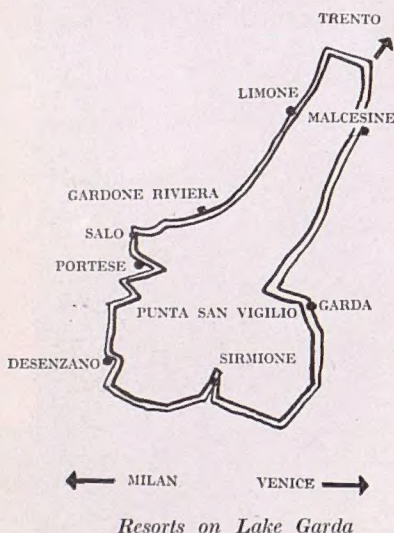 TRENTO
LIMONE
MALCESINE
GARDONE RIVIERA
SALO
PORTESE
PUNTA SAN VIGILIO
GARDA
DESENZANO
SIRMIONE
MILAN
VENICE
Resorts on Lake Garda